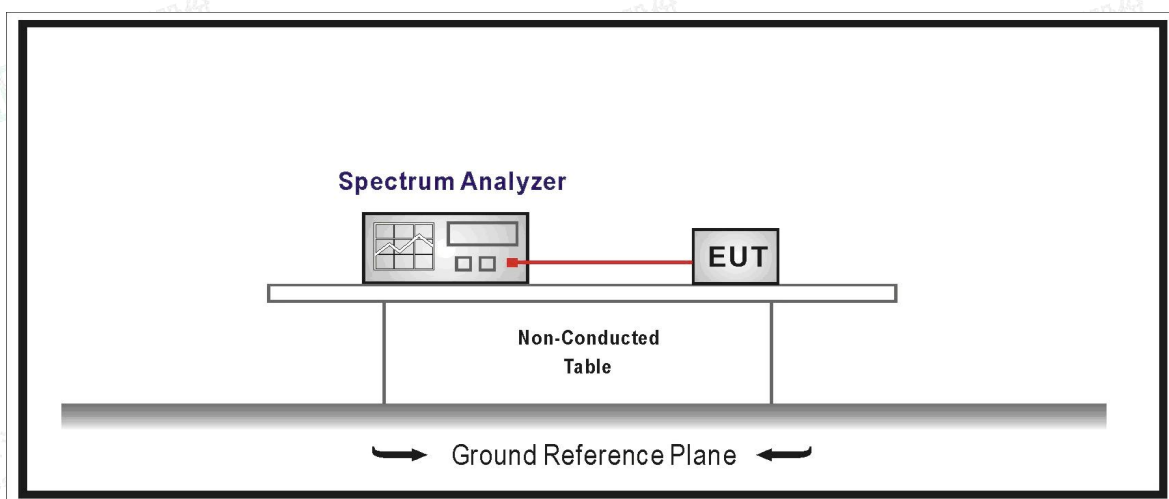 Spectrum Analyzer
EUT
Non-Conducted
Table
Ground Reference Plane